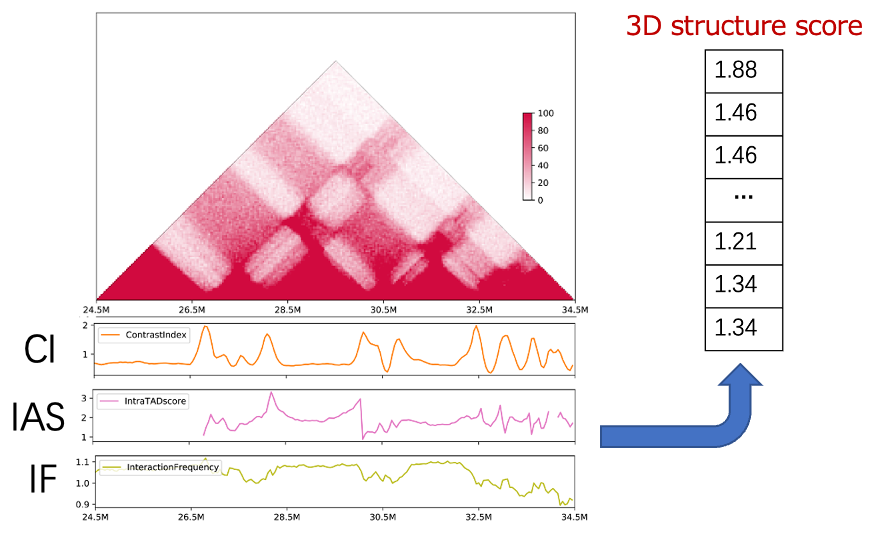 3D structure score
1.88
1.46
1.46
...
1.21
1.34
1.34
100
80
60
40
20
0
24.5M 26.5M 28.5M 30.5M 32.5M 34.5M
CI
2
1
ContrastIndex
IAS
3
2
1
IntraTADscore
IF
1.1
1.0
0.9
InteractionFrequency
24.5M 26.5M 28.5M 30.5M 32.5M 34.5M